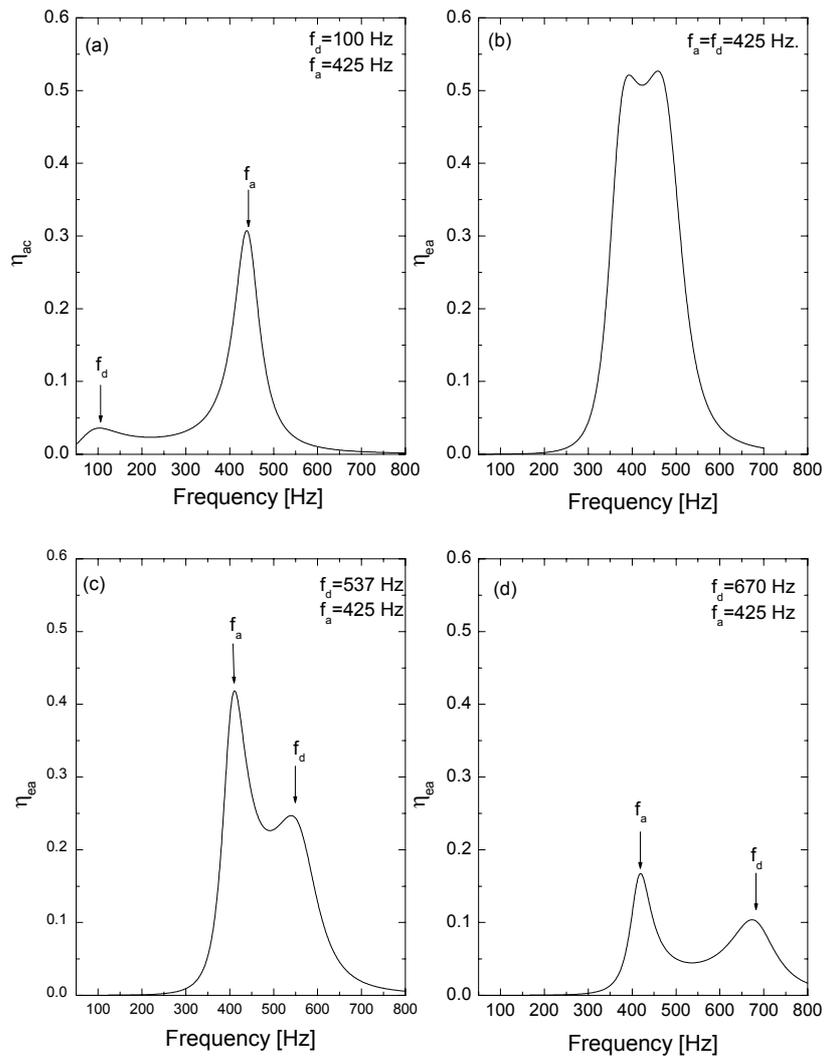 (a)
f_d=100 Hz
f_a=425 Hz
f_a
f_d
η_ac
0.6
0.5
0.4
0.3
0.2
0.1
0.0
100 200 300 400 500 600 700 800
Frequency [Hz]
(b)
f_a=f_d=425 Hz.
η_ea
0.6
0.5
0.4
0.3
0.2
0.1
0.0
100 200 300 400 500 600 700 800
Frequency [Hz]
(c)
f_d=537 Hz
f_a=425 Hz
f_a
f_d
η_ea
0.6
0.5
0.4
0.3
0.2
0.1
0.0
100 200 300 400 500 600 700 800
Frequency [Hz]
(d)
f_d=670 Hz
f_a=425 Hz
f_a
f_d
η_ea
0.6
0.5
0.4
0.3
0.2
0.1
0.0
100 200 300 400 500 600 700 800
Frequency [Hz]